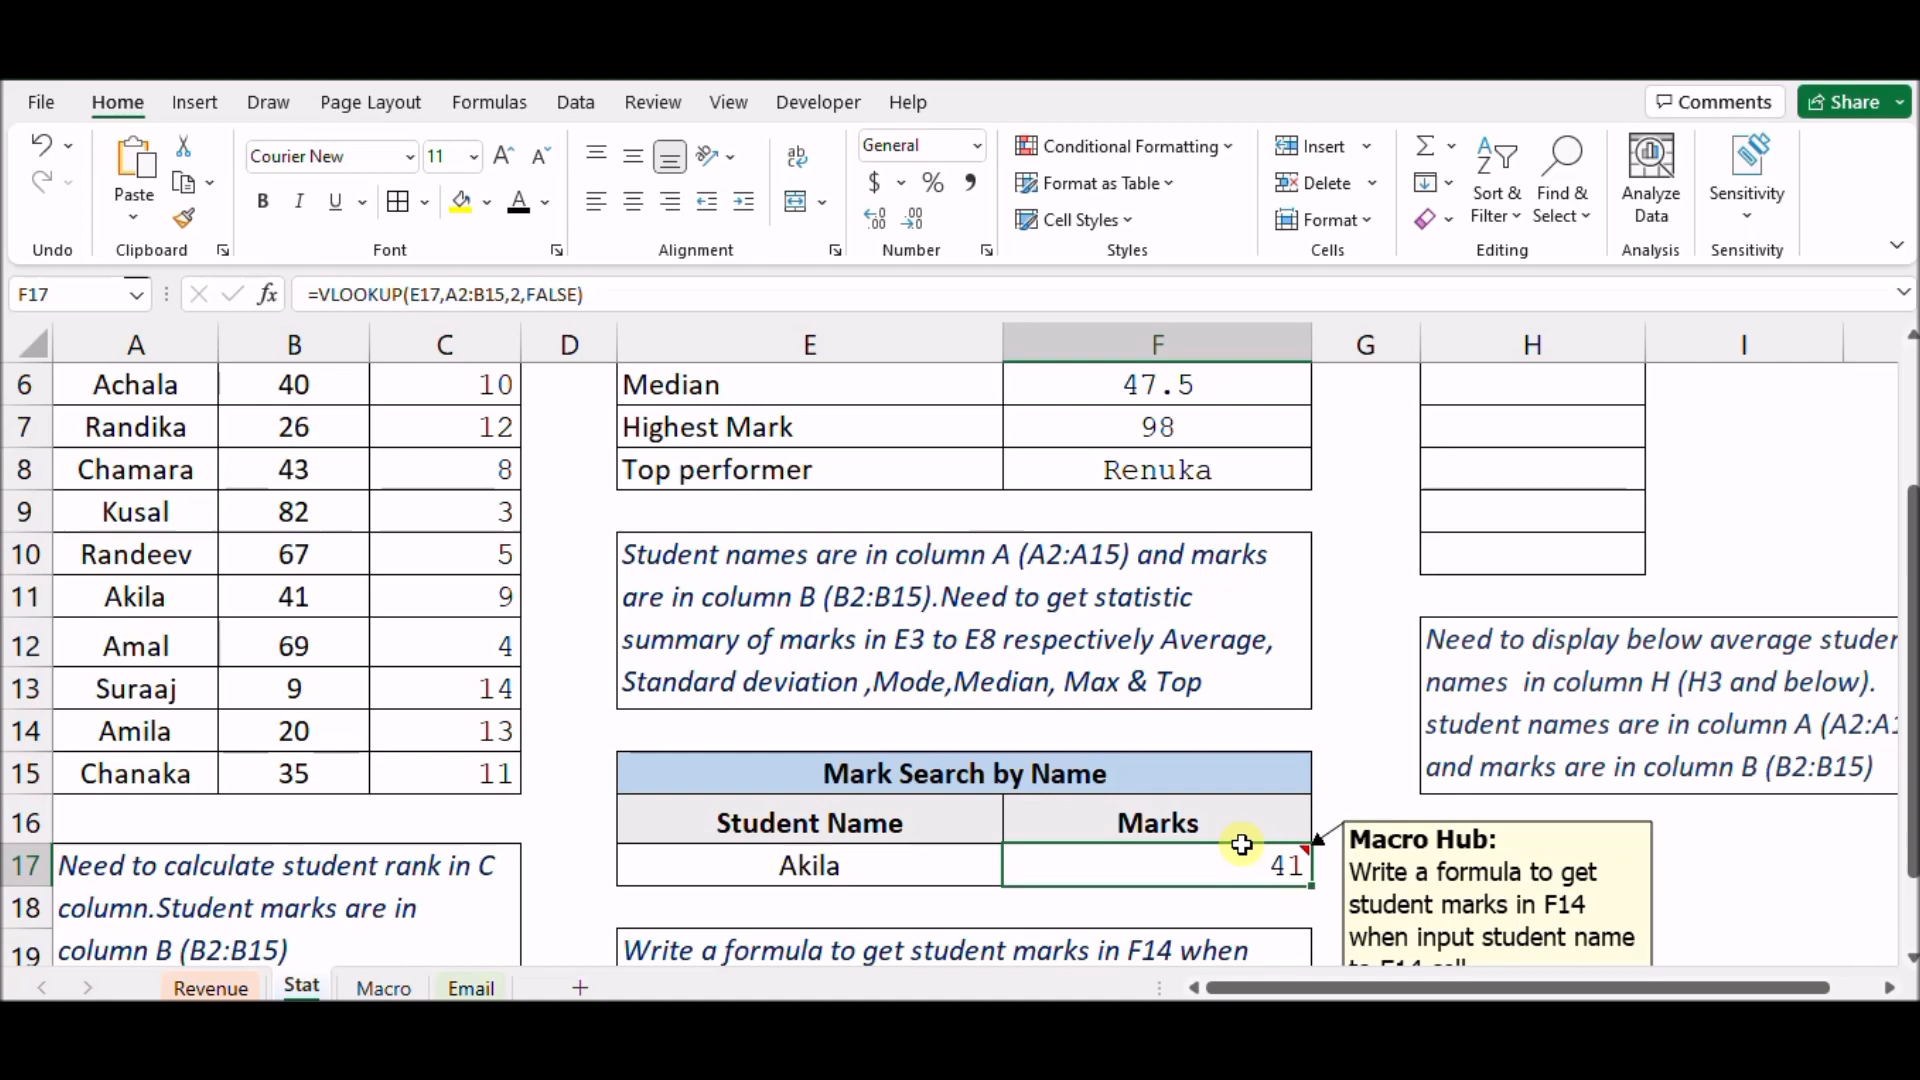 File Home Insert Draw Page Layout Formulas Data Review View Developer Help Comments Share
Courier New 11 General
Paste
Conditional Formatting
Format as Table
Cell Styles
Insert
Delete
Format
Sort & Filter
Find & Select
Analyze Data
Sensitivity
Undo Clipboard Font Alignment Number Styles Cells Editing Analysis Sensitivity
F17 fx =VLOOKUP(E17,A2:B15,2,FALSE)
A B C D E F G H I
6 Achala 40 10 Median 47.5
7 Randika 26 12 Highest Mark 98
8 Chamara 43 8 Top performer Renuka
9 Kusal 82 3
10 Randeev 67 5
11 Akila 41 9
12 Amal 69 4
13 Suraaj 9 14
14 Amila 20 13
15 Chanaka 35 11
16
17
18
19
Student names are in column A (A2:A15) and marks
are in column B (B2:B15).Need to get statistic
summary of marks in E3 to E8 respectively Average,
Standard deviation ,Mode,Median, Max & Top
Need to display below average studer
names in column H (H3 and below).
student names are in column A (A2:A1
and marks are in column B (B2:B15)
Mark Search by Name
Student Name Marks
Akila 41
Need to calculate student rank in C
column.Student marks are in
column B (B2:B15)
Write a formula to get student marks in F14 when
Macro Hub:
Write a formula to get
student marks in F14
when input student name
Revenue Stat Macro Email